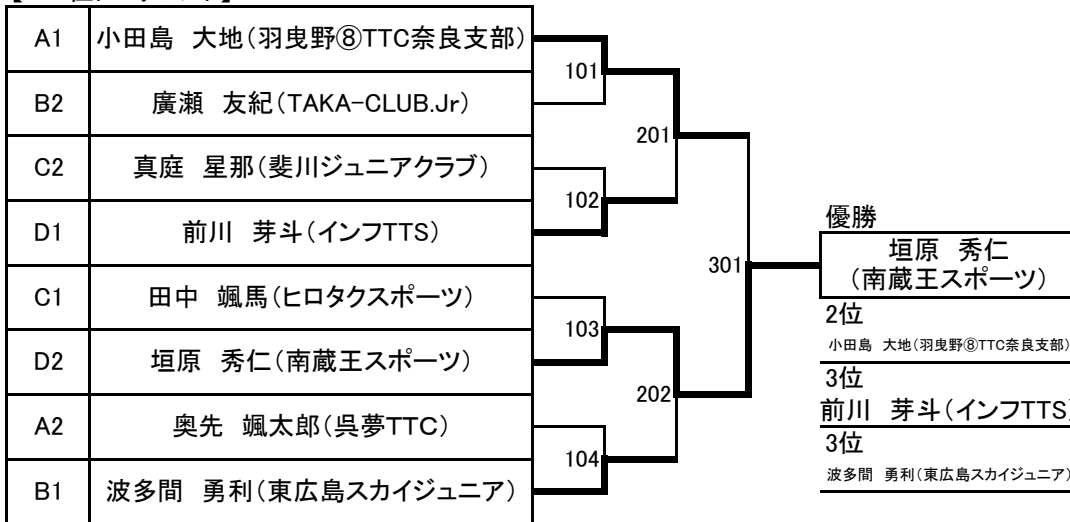 A1 小田島 大地(羽曳野⑧TTC奈良支部)
101
B2 廣瀬 友紀(TAKA-CLUB.Jr)
201
C2 真庭 星那(斐川ジュニアクラブ)
102
D1 前川 芽斗(インフTTS)
優勝
垣原 秀仁
(南蔵王スポーツ)
301
C1 田中 颯馬(ヒロタクスポーツ)
2位
小田島 大地(羽曳野⑧TTC奈良支部)
103
D2 垣原 秀仁(南蔵王スポーツ)
3位
前川 芽斗(インフTTS)
202
A2 奥先 颯太郎(呉夢TTC)
3位
波多間 勇利(東広島スカイジュニア)
104
B1 波多間 勇利(東広島スカイジュニア)